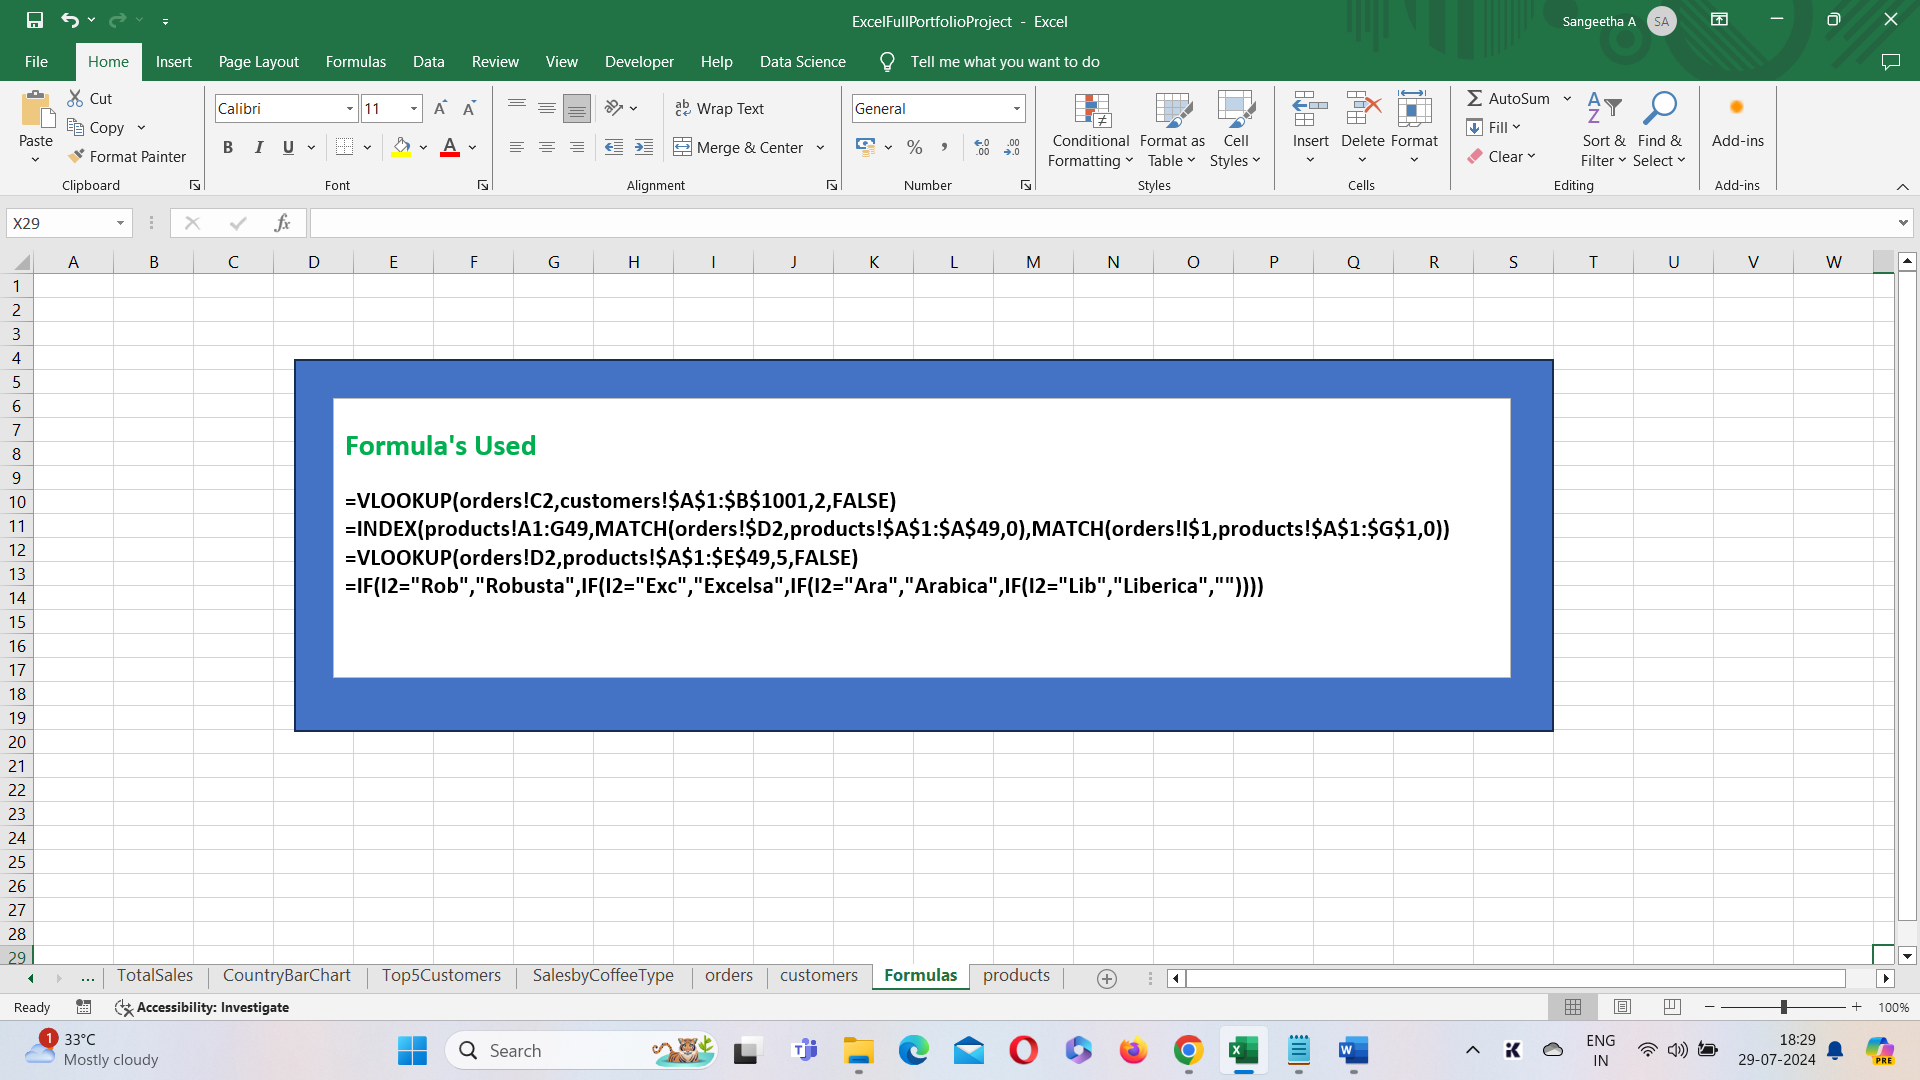 ExcelFullPortfolioProject - Excel
Sangeetha A
SA
File Home Insert Page Layout Formulas Data Review View Developer Help Data Science Tell me what you want to do
Paste
Cut
Copy
Format Painter
Clipboard
Calibri 11
B I U
Font
Wrap Text
Merge & Center
Alignment
General
Number
Conditional Formatting
Format as Table
Cell Styles
Styles
Insert Delete Format
Cells
AutoSum
Fill
Clear
Sort & Filter
Find & Select
Editing
Add-ins
Add-ins
X29
fx
A B C D E F G H I J K L M N O P Q R S T U V W
1
2
3
4
5
6
7
8
9
10
11
12
13
14
15
16
17
18
19
20
21
22
23
24
25
26
27
28
29
Formula's Used
=VLOOKUP(orders!C2,customers!$A$1:$B$1001,2,FALSE)
=INDEX(products!A1:G49,MATCH(orders!$D2,products!$A$1:$A$49,0),MATCH(orders!I$1,products!$A$1:$G$1,0))
=VLOOKUP(orders!D2,products!$A$1:$E$49,5,FALSE)
=IF(I2="Rob","Robusta",IF(I2="Exc","Excelsa",IF(I2="Ara","Arabica",IF(I2="Lib","Liberica",""))))
... TotalSales CountryBarChart Top5Customers SalesbyCoffeeType orders customers Formulas products
Ready Accessibility: Investigate 100%
1
33°C
Mostly cloudy
Search
ENG
IN
18:29
29-07-2024
PRE